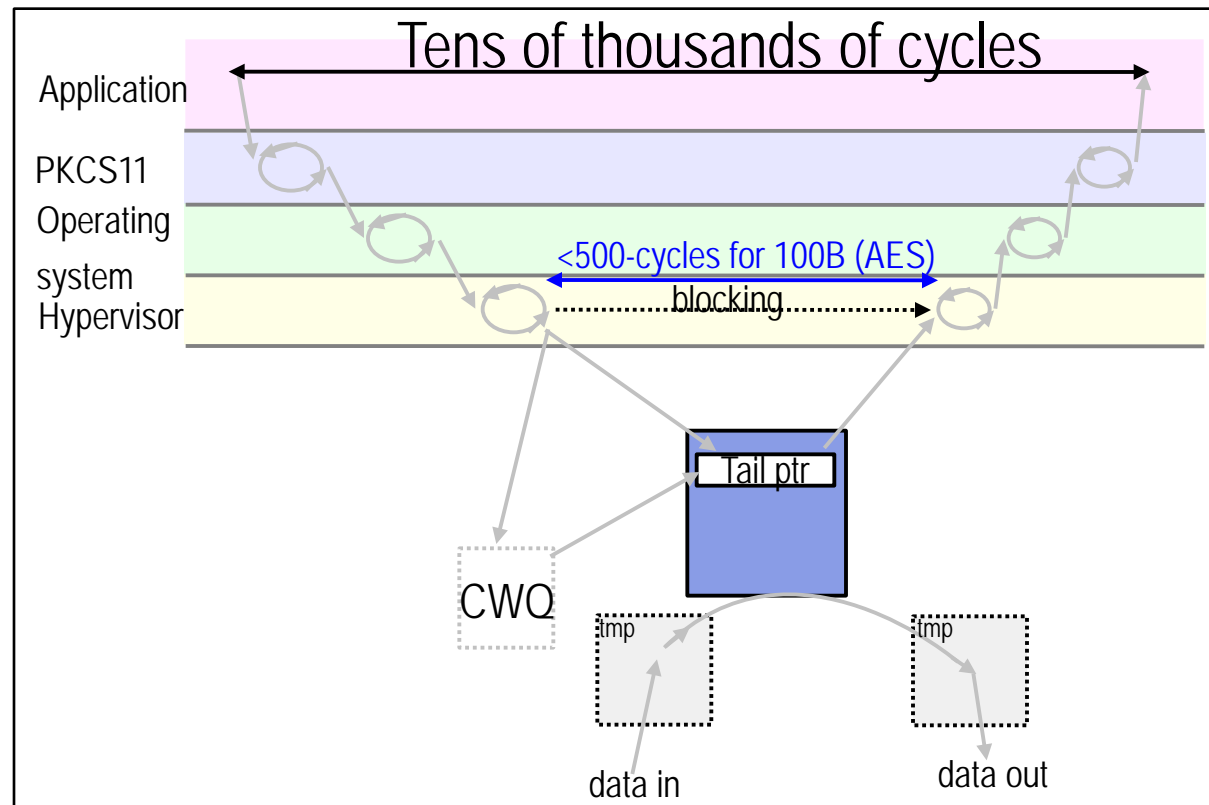 Tens of thousands of cycles
Application
PKCS11
Operating
<500-cycles for 100B (AES)
system
blocking
Hypervisor
Tail ptr
CWQ
tmp
tmp
data in
data out